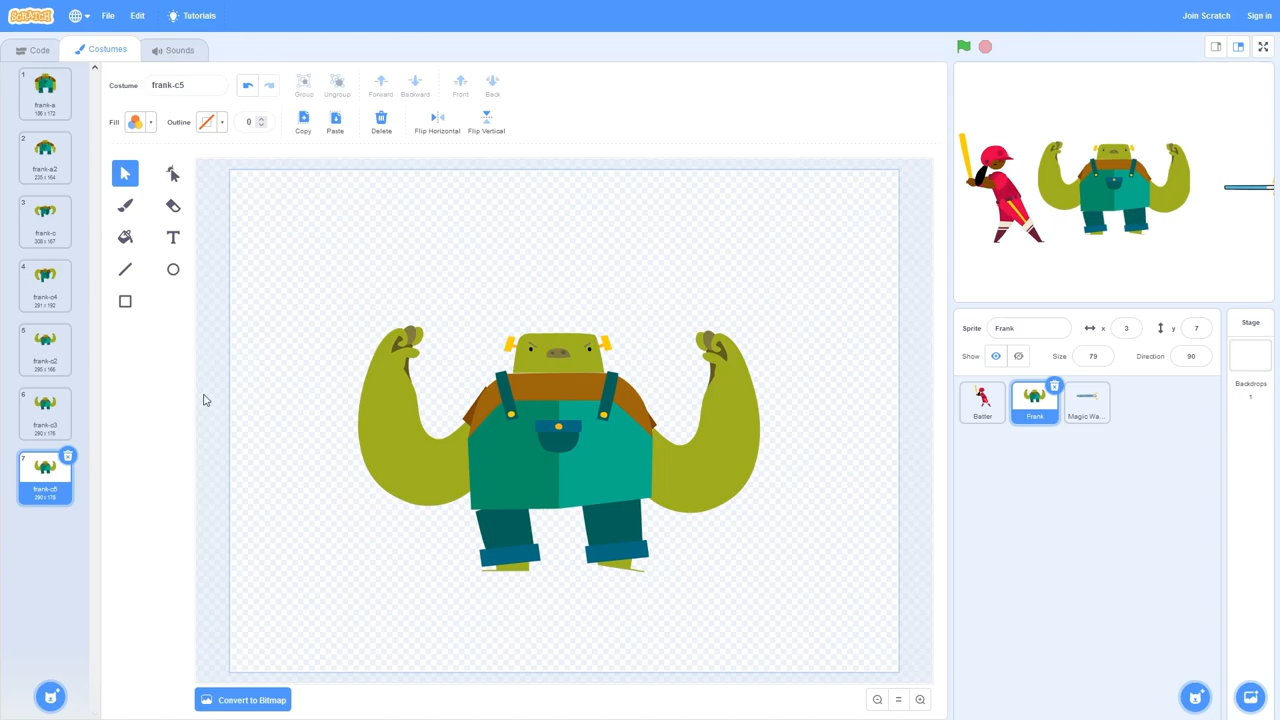 SCRATCH File Edit Tutorials Join Scratch Sign in
Code Costumes Sounds
Costume frank-c5 Group Ungroup Forward Backward Front Back
Fill Outline 0 Copy Paste Delete Flip Horizontal Flip Vertical
1
frank-a
2
frank-a2
3
frank-c
4
frank-c4
5
frank-c2
6
frank-c3
7
frank-c5
Convert to Bitmap
Sprite Frank x 3 y 7
Show Size 79 Direction 90
Batter Frank Magic Wa...
Stage
Backdrops
1